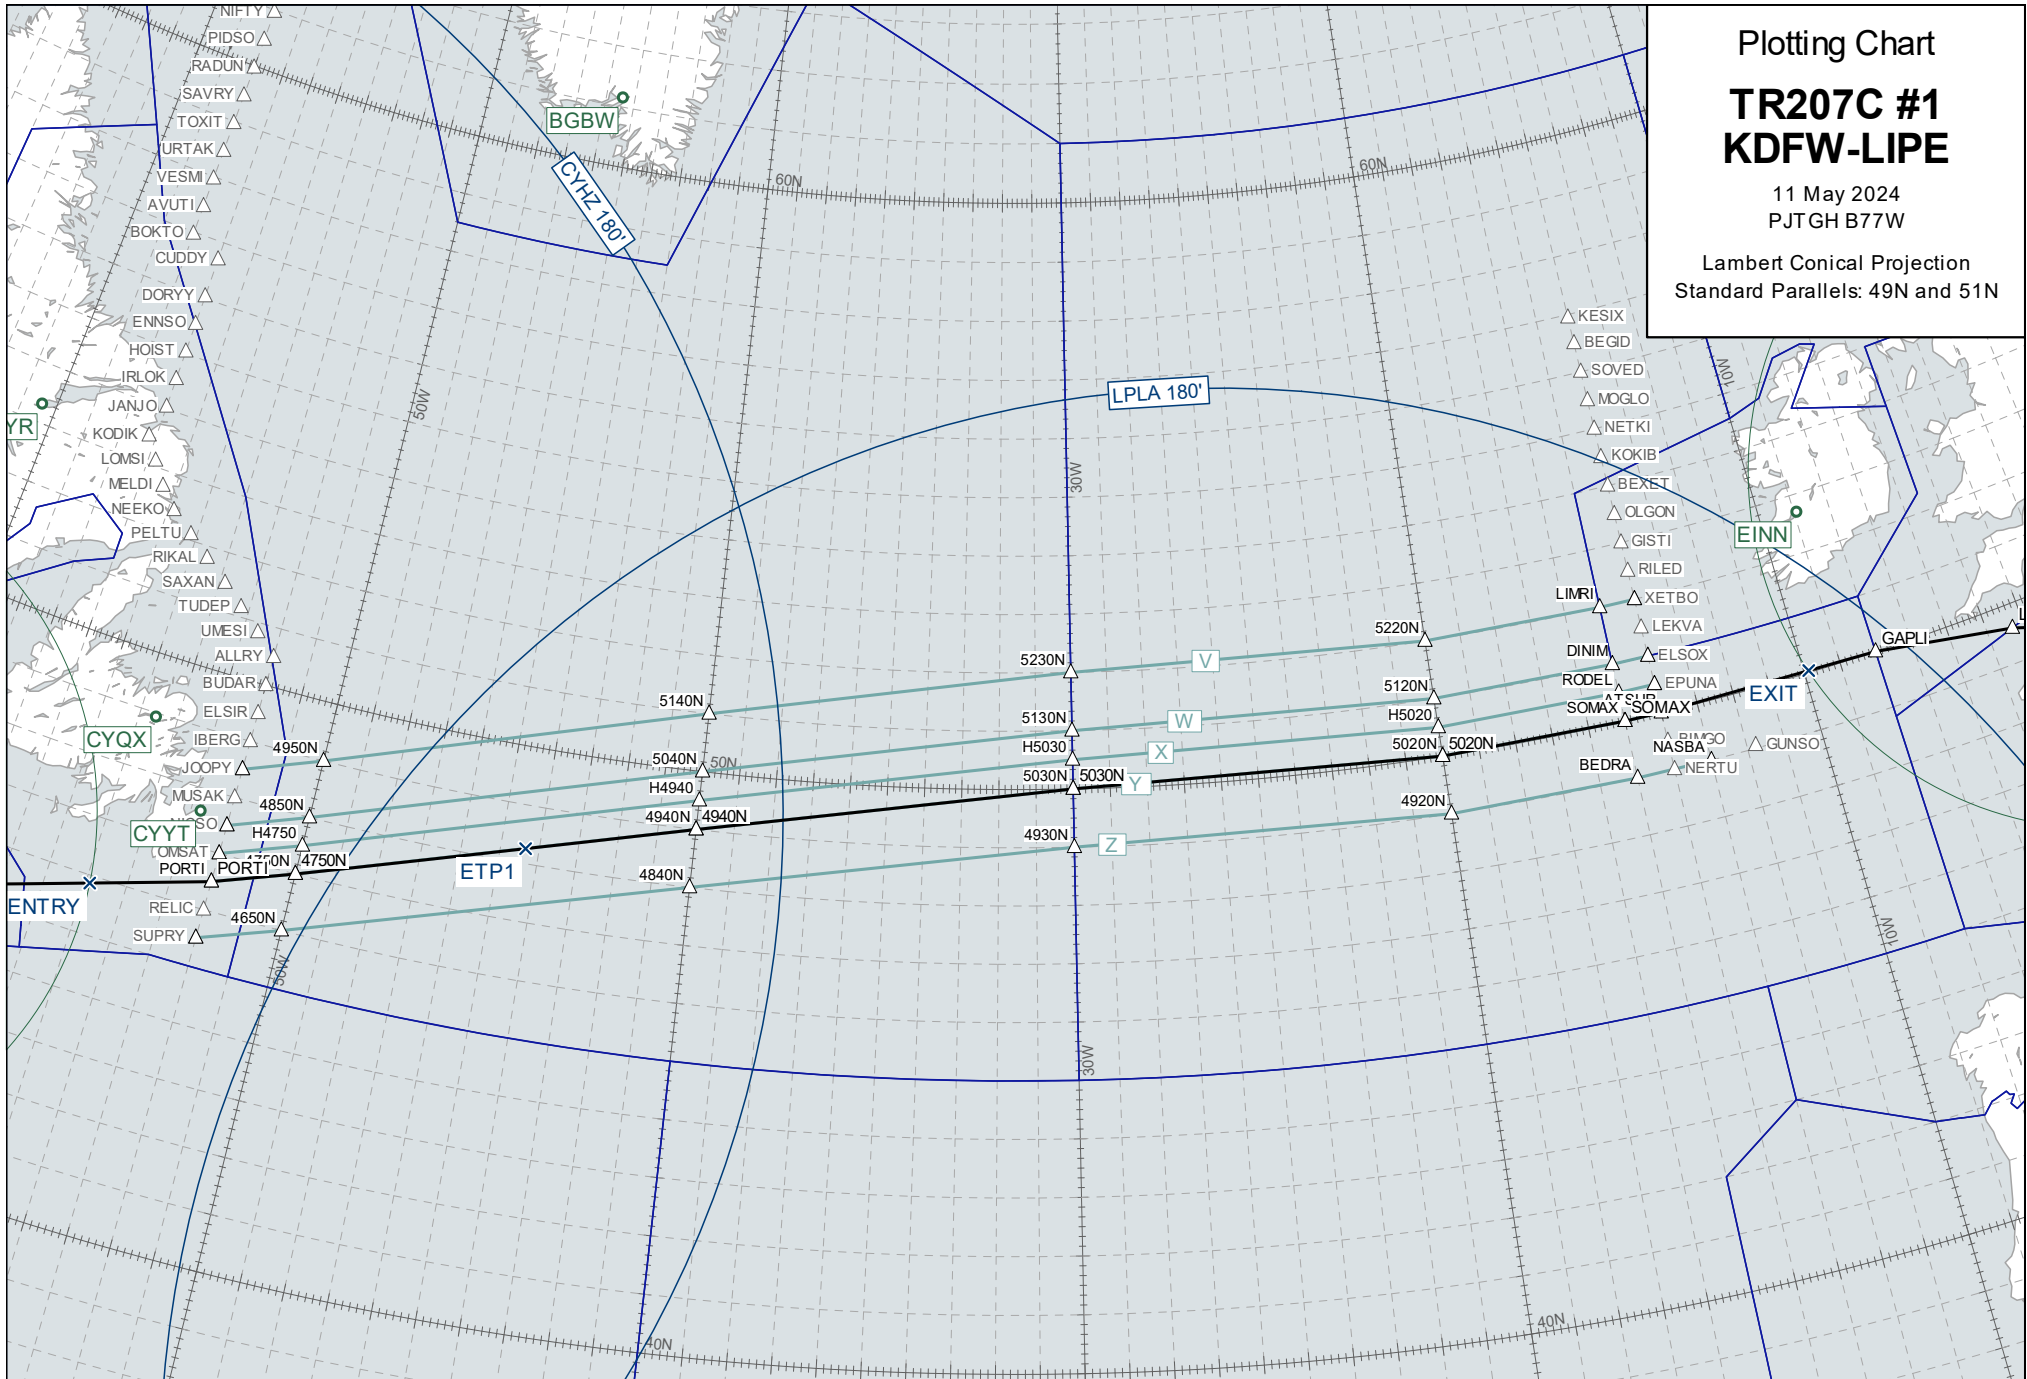 Plotting Chart
TR207C #1
KDFW-LIPE
11 May 2024
PJTGH B77W
Lambert Conical Projection
Standard Parallels: 49N and 51N
NIFTY
PIDSO
RADUN
SAVRY
TOXIT
URTAK
VESMI
AVUTI
BOKTO
CUDDY
DORYY
ENNSO
HOIST
IRLOK
JANJO
YR
KODIK
LOMSI
MELDI
NEEKO
PELTU
RIKAL
SAXAN
TUDEP
UMESI
ALLRY
BUDAR
ELSIR
CYQX
IBERG
JOOPY
MUSAK
CYYT
OMSAT
PORTI
PORTI
ENTRY
RELIC
SUPRY
BGBW
CYHZ 180'
60N
60N
50W
LPLA 180'
30W
10W
KESIX
BEGID
SOVED
MOGLO
NETKI
KOKIB
BEXET
OLGON
EINN
GISTI
RILED
LIMRI
XETBO
LEKVA
DINIM
ELSOX
RODEL
EPUNA
SOMAX
SOMAX
EXIT
GAPLI
GUNSO
NASBA
BEDRA
NERTU
4950N
5140N
5230N
V
5220N
4850N
5040N
50N
5130N
W
5120N
H4750
H4940
H5030
X
H5020
4750N
4940N
4940N
5030N
5030N
Y
5020N
5020N
ETP1
4650N
4840N
4930N
Z
4920N
50W
30W
10W
40N
40N